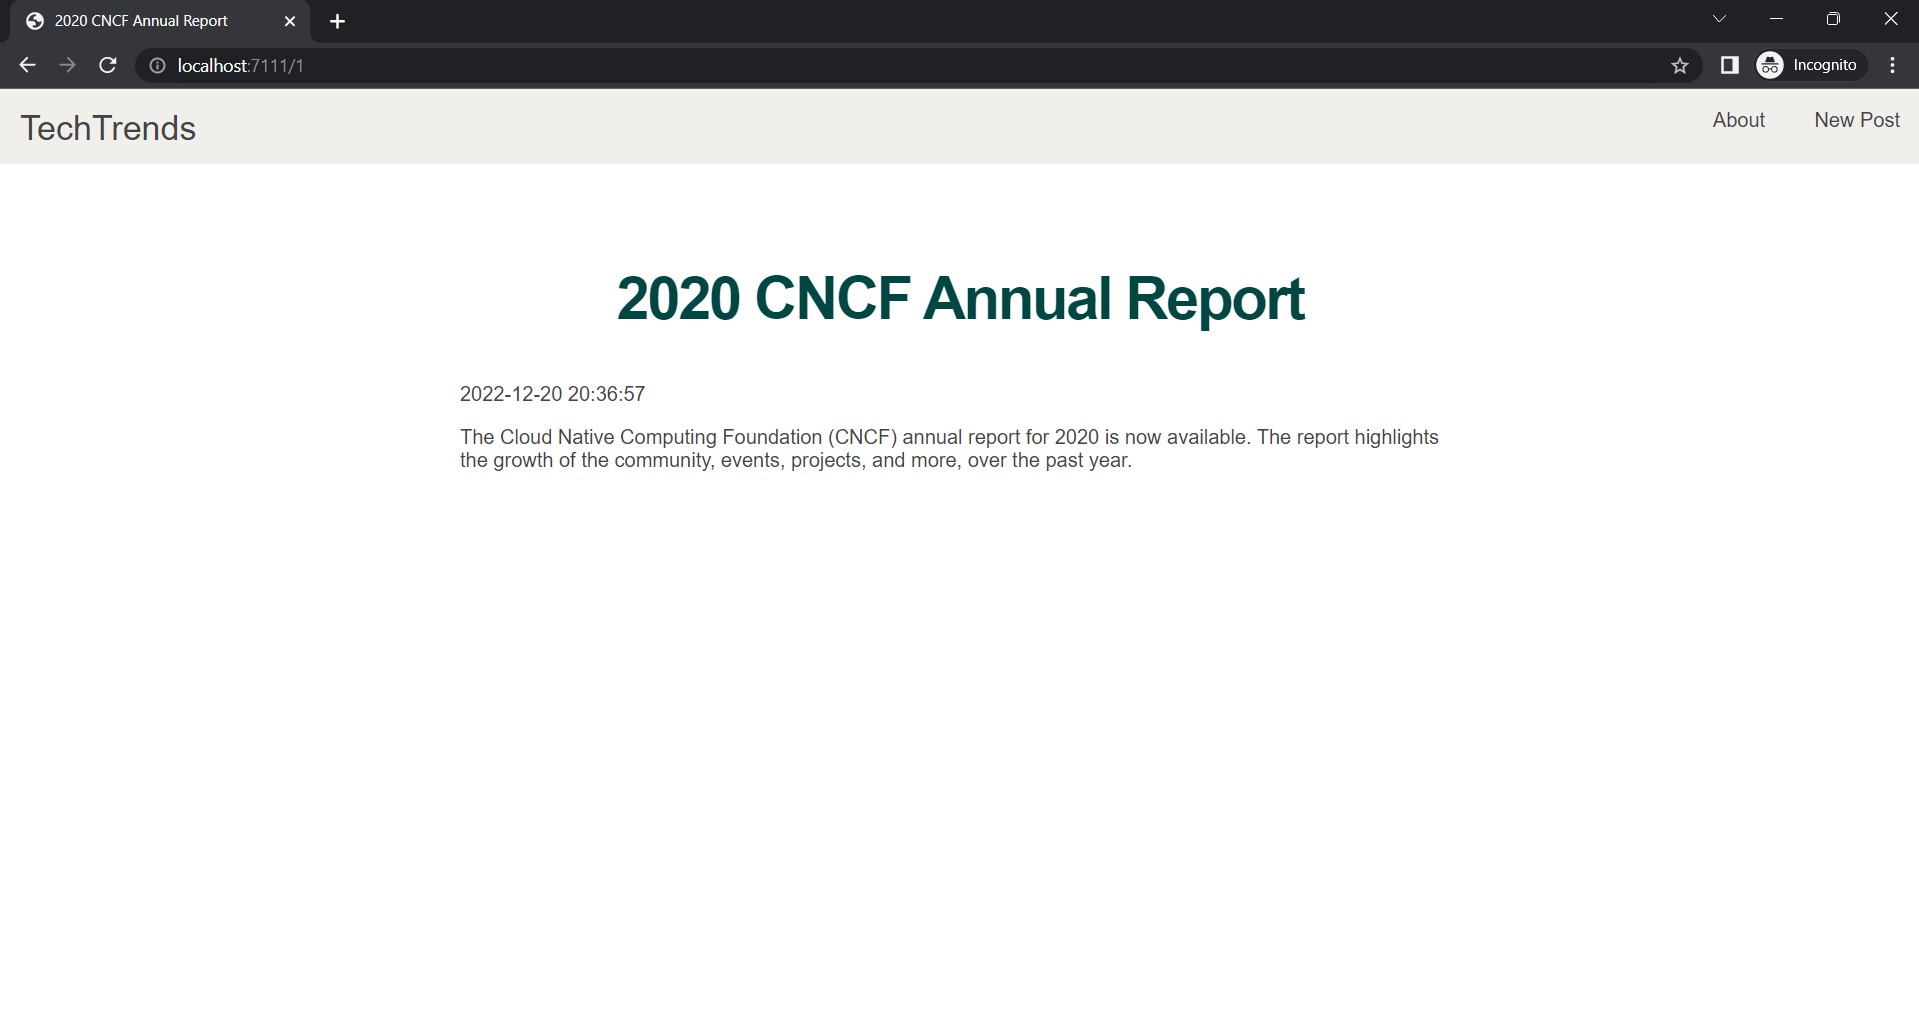 2020 CNCF Annual Report
localhost:7111/1
Incognito
TechTrends
About
New Post
2020 CNCF Annual Report
2022-12-20 20:36:57
The Cloud Native Computing Foundation (CNCF) annual report for 2020 is now available. The report highlights
the growth of the community, events, projects, and more, over the past year.